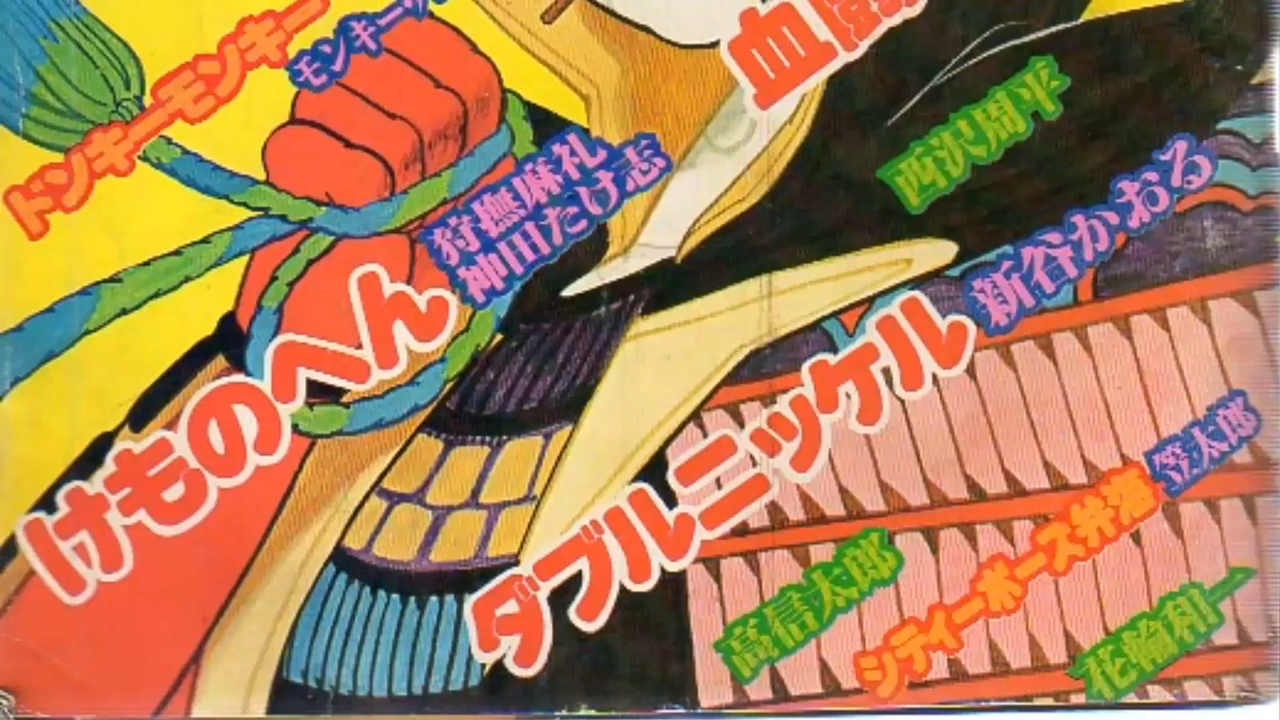 ドンキーモンキー
モンキー
血闘
西沢周平
狩撫麻礼
神田たけ志
けものへん
新谷かおる
ダブルニッケル
笠太郎
シティーボーズ弁海
高信太郎
花輪和一